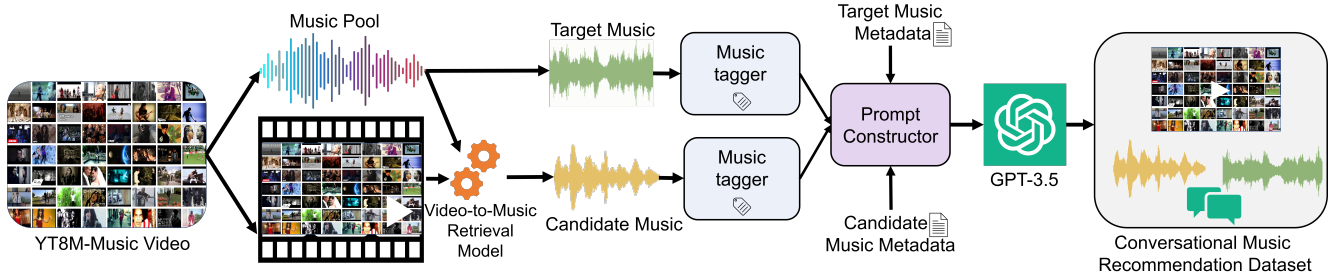 YT8M-Music Video
Music Pool
Video-to-Music
Retrieval
Model
Target Music
Candidate Music
Music
tagger
Music
tagger
Target Music
Metadata
Prompt
Constructor
Candidate
Music Metadata
GPT-3.5
Conversational Music
Recommendation Dataset